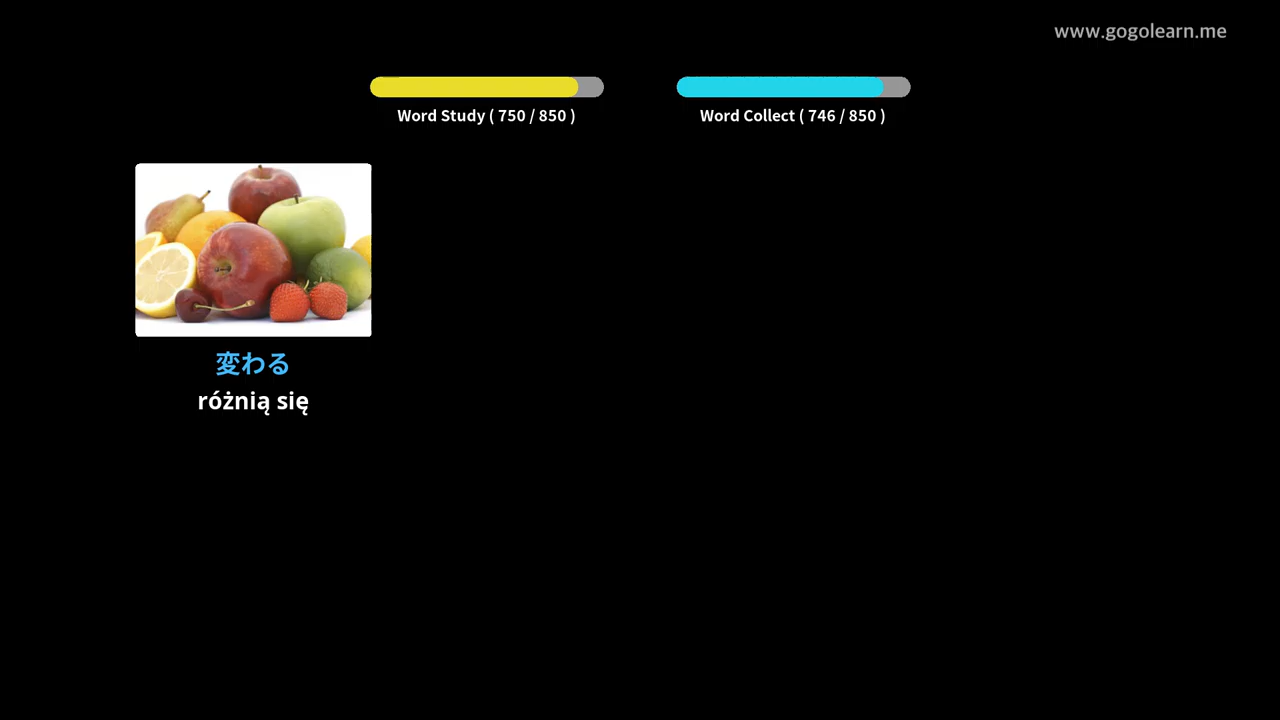 www.gogolearn.me
Word Study ( 750 / 850 )
Word Collect ( 746 / 850 )
変わる
różnią się